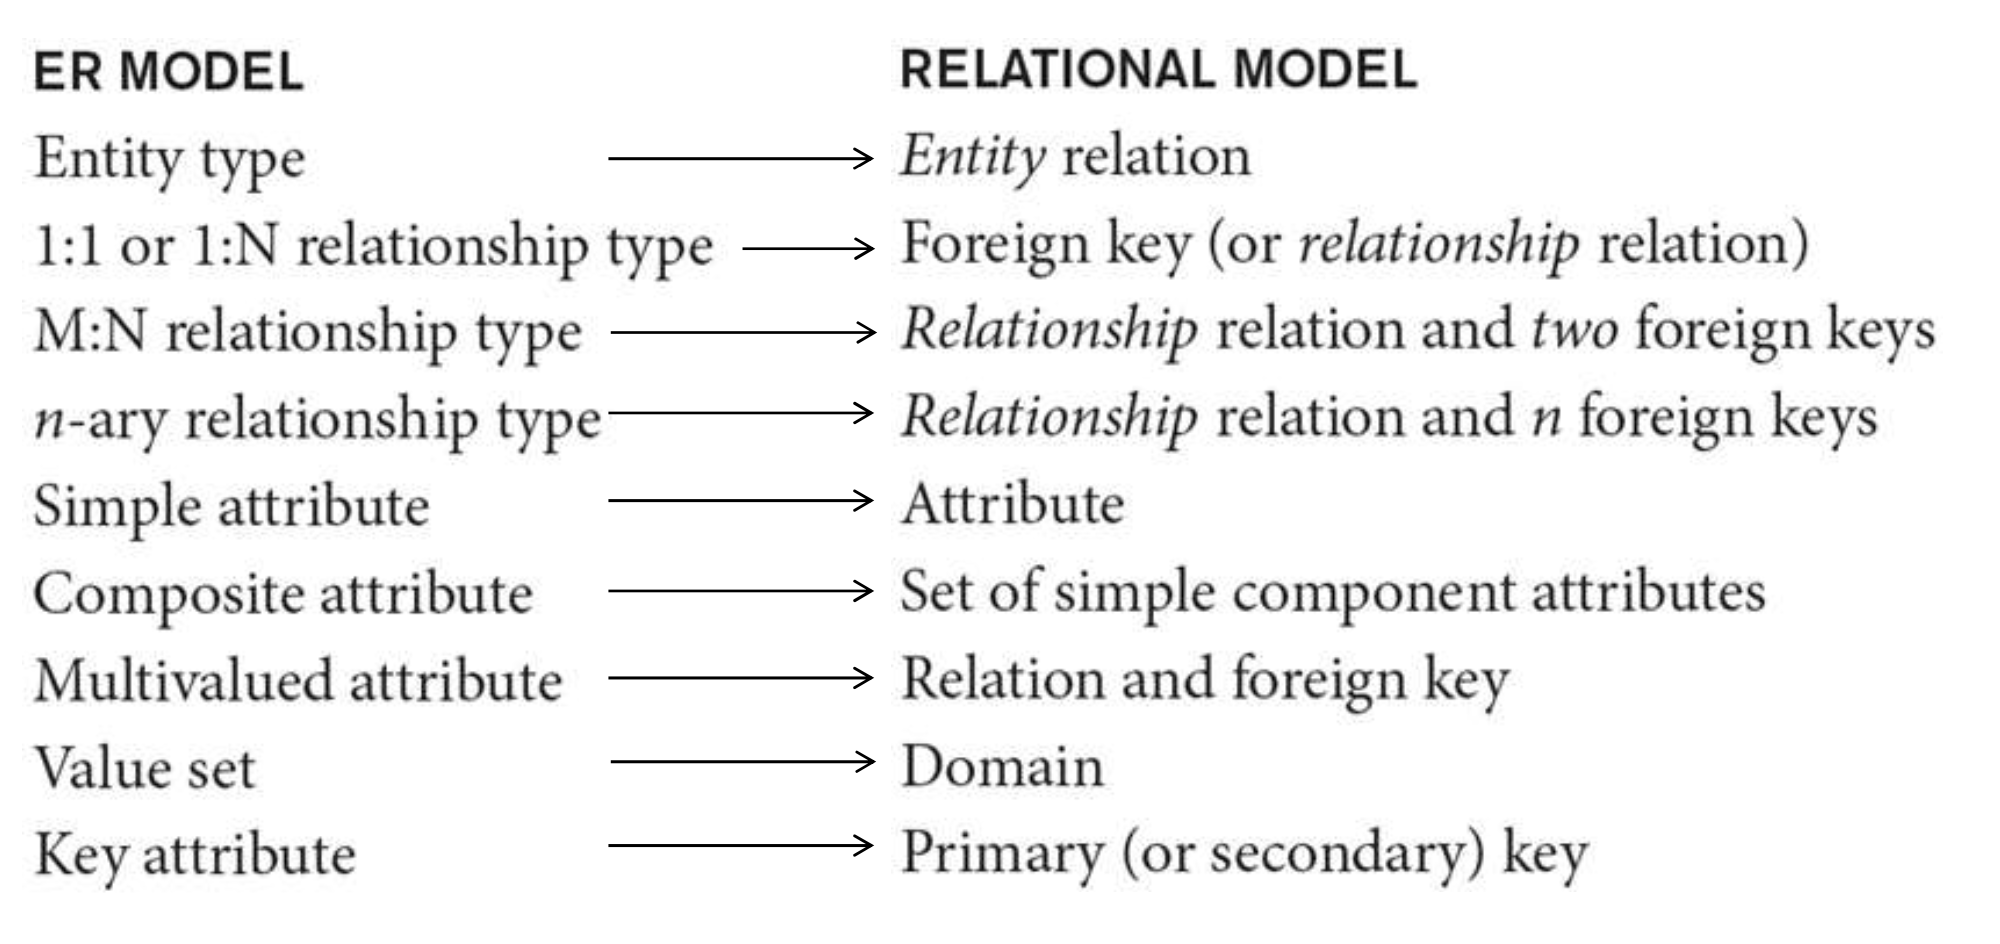 ER MODEL RELATIONAL MODEL
Entity type Entity relation
1:1 or 1:N relationship type Foreign key (or relationship relation)
M:N relationship type Relationship relation and two foreign keys
n-ary relationship type Relationship relation and n foreign keys
Simple attribute Attribute
Composite attribute Set of simple component attributes
Multivalued attribute Relation and foreign key
Value set Domain
Key attribute Primary (or secondary) key